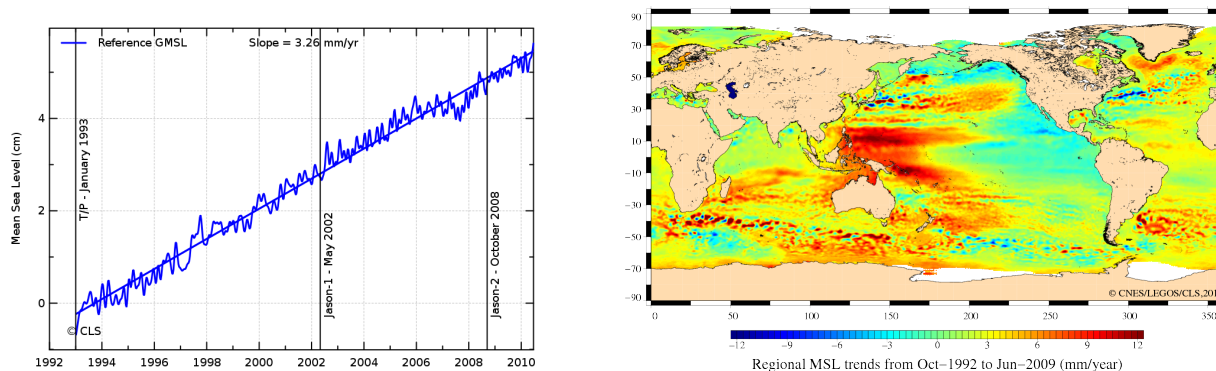 Reference GMSL
Slope = 3.26 mm/yr
Mean Sea Level (cm)
4
2
0
T/P - January 1993
Jason-1 - May 2002
Jason-2 - October 2008
© CLS
1992 1994 1996 1998 2000 2002 2004 2006 2008 2010
90
70
50
30
10
−10
−30
−50
−70
−90
© CNES/LEGOS/CLS,201
0 50 100 150 200 250 300 350
−12 −9 −6 −3 0 3 6 9 12
Regional MSL trends from Oct−1992 to Jun−2009 (mm/year)